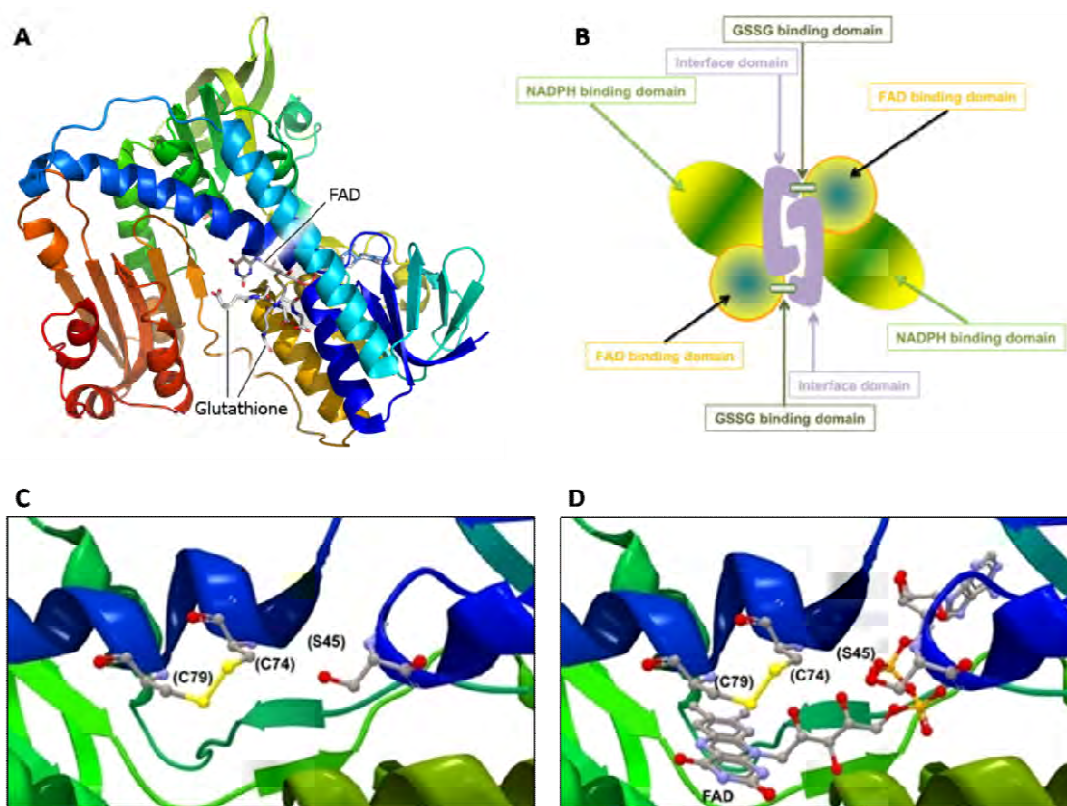 A
FAD
Glutathione
B
GSSG binding domain
Interface domain
NADPH binding domain
FAD binding domain
FAD binding domain
NADPH binding domain
Interface domain
GSSG binding domain
C
(S45)
(C74)
(C79)
D
(S45)
(C74)
(C79)
FAD